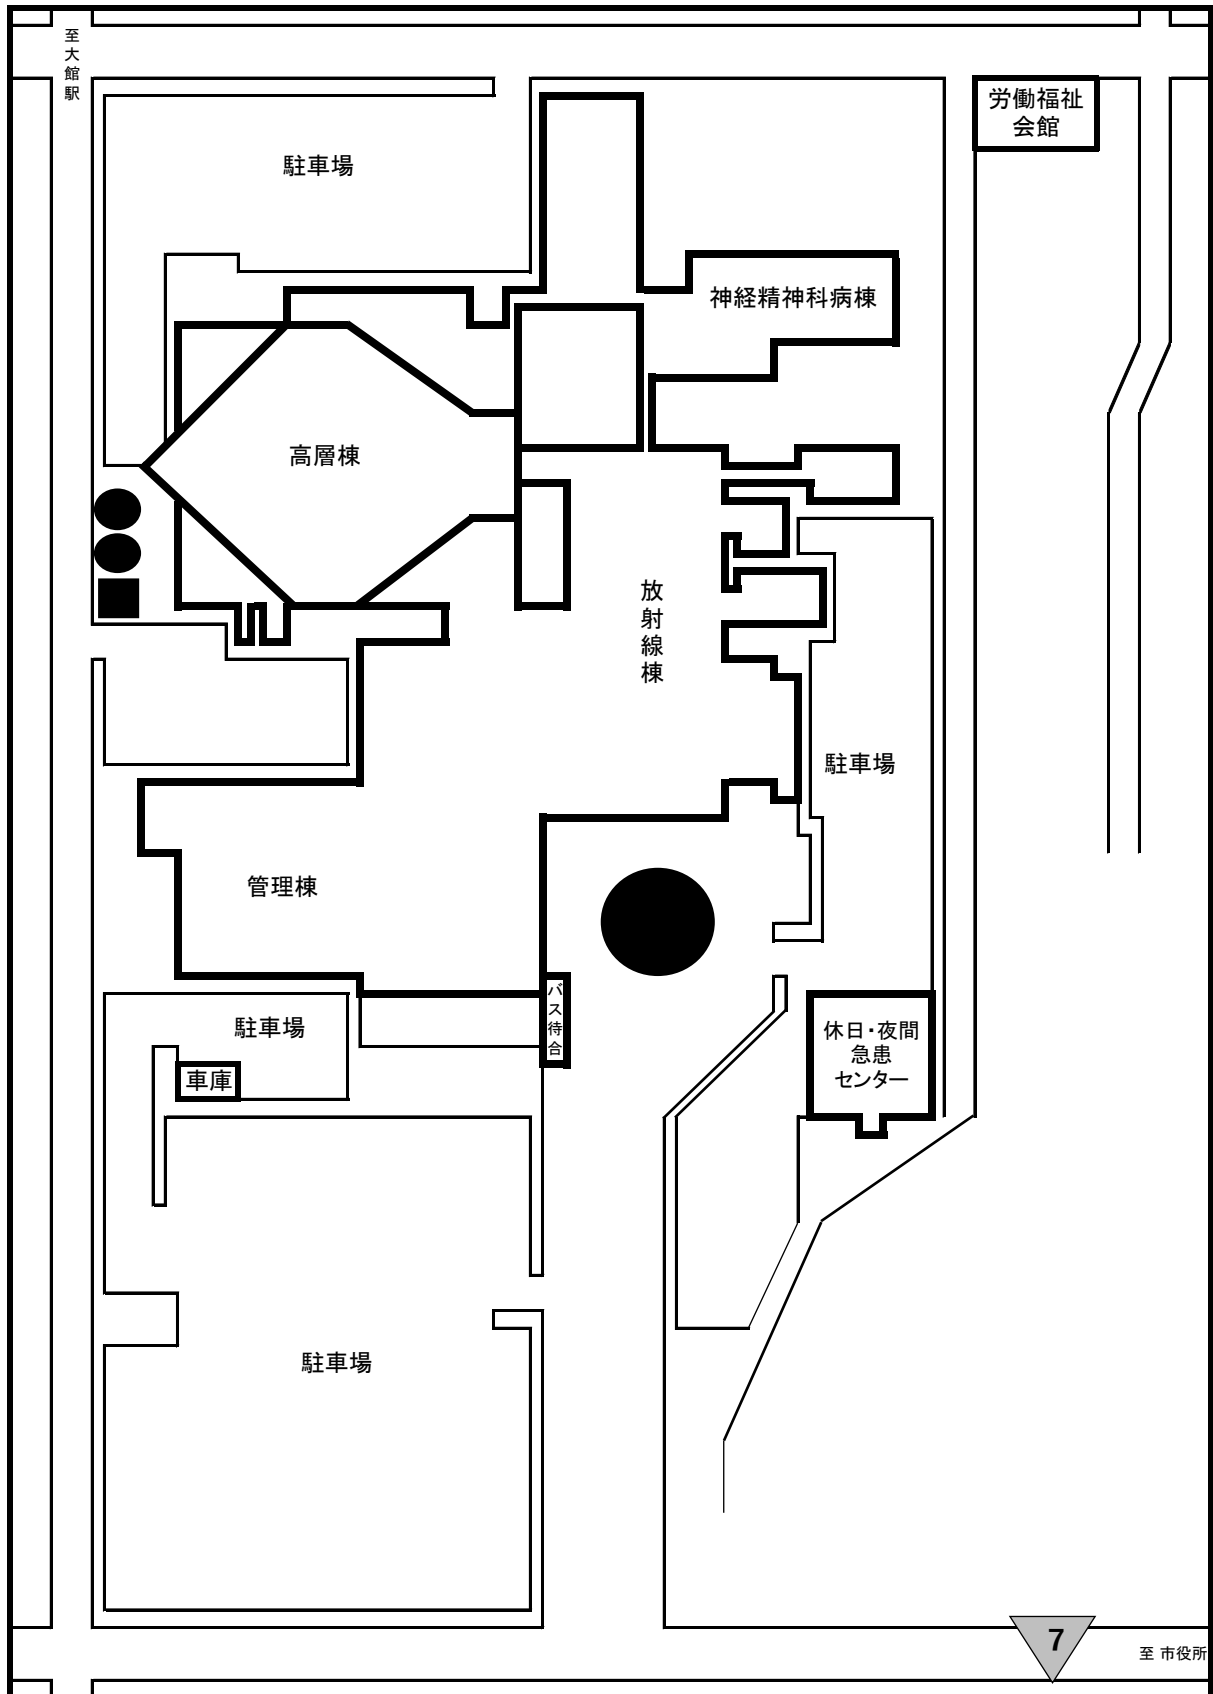 至大館駅
労働福祉
会館
駐車場
神経精神科病棟
高層棟
放射線棟
駐車場
管理棟
バス待合
駐車場
休日・夜間
急患
センター
車庫
駐車場
7
至 市役所